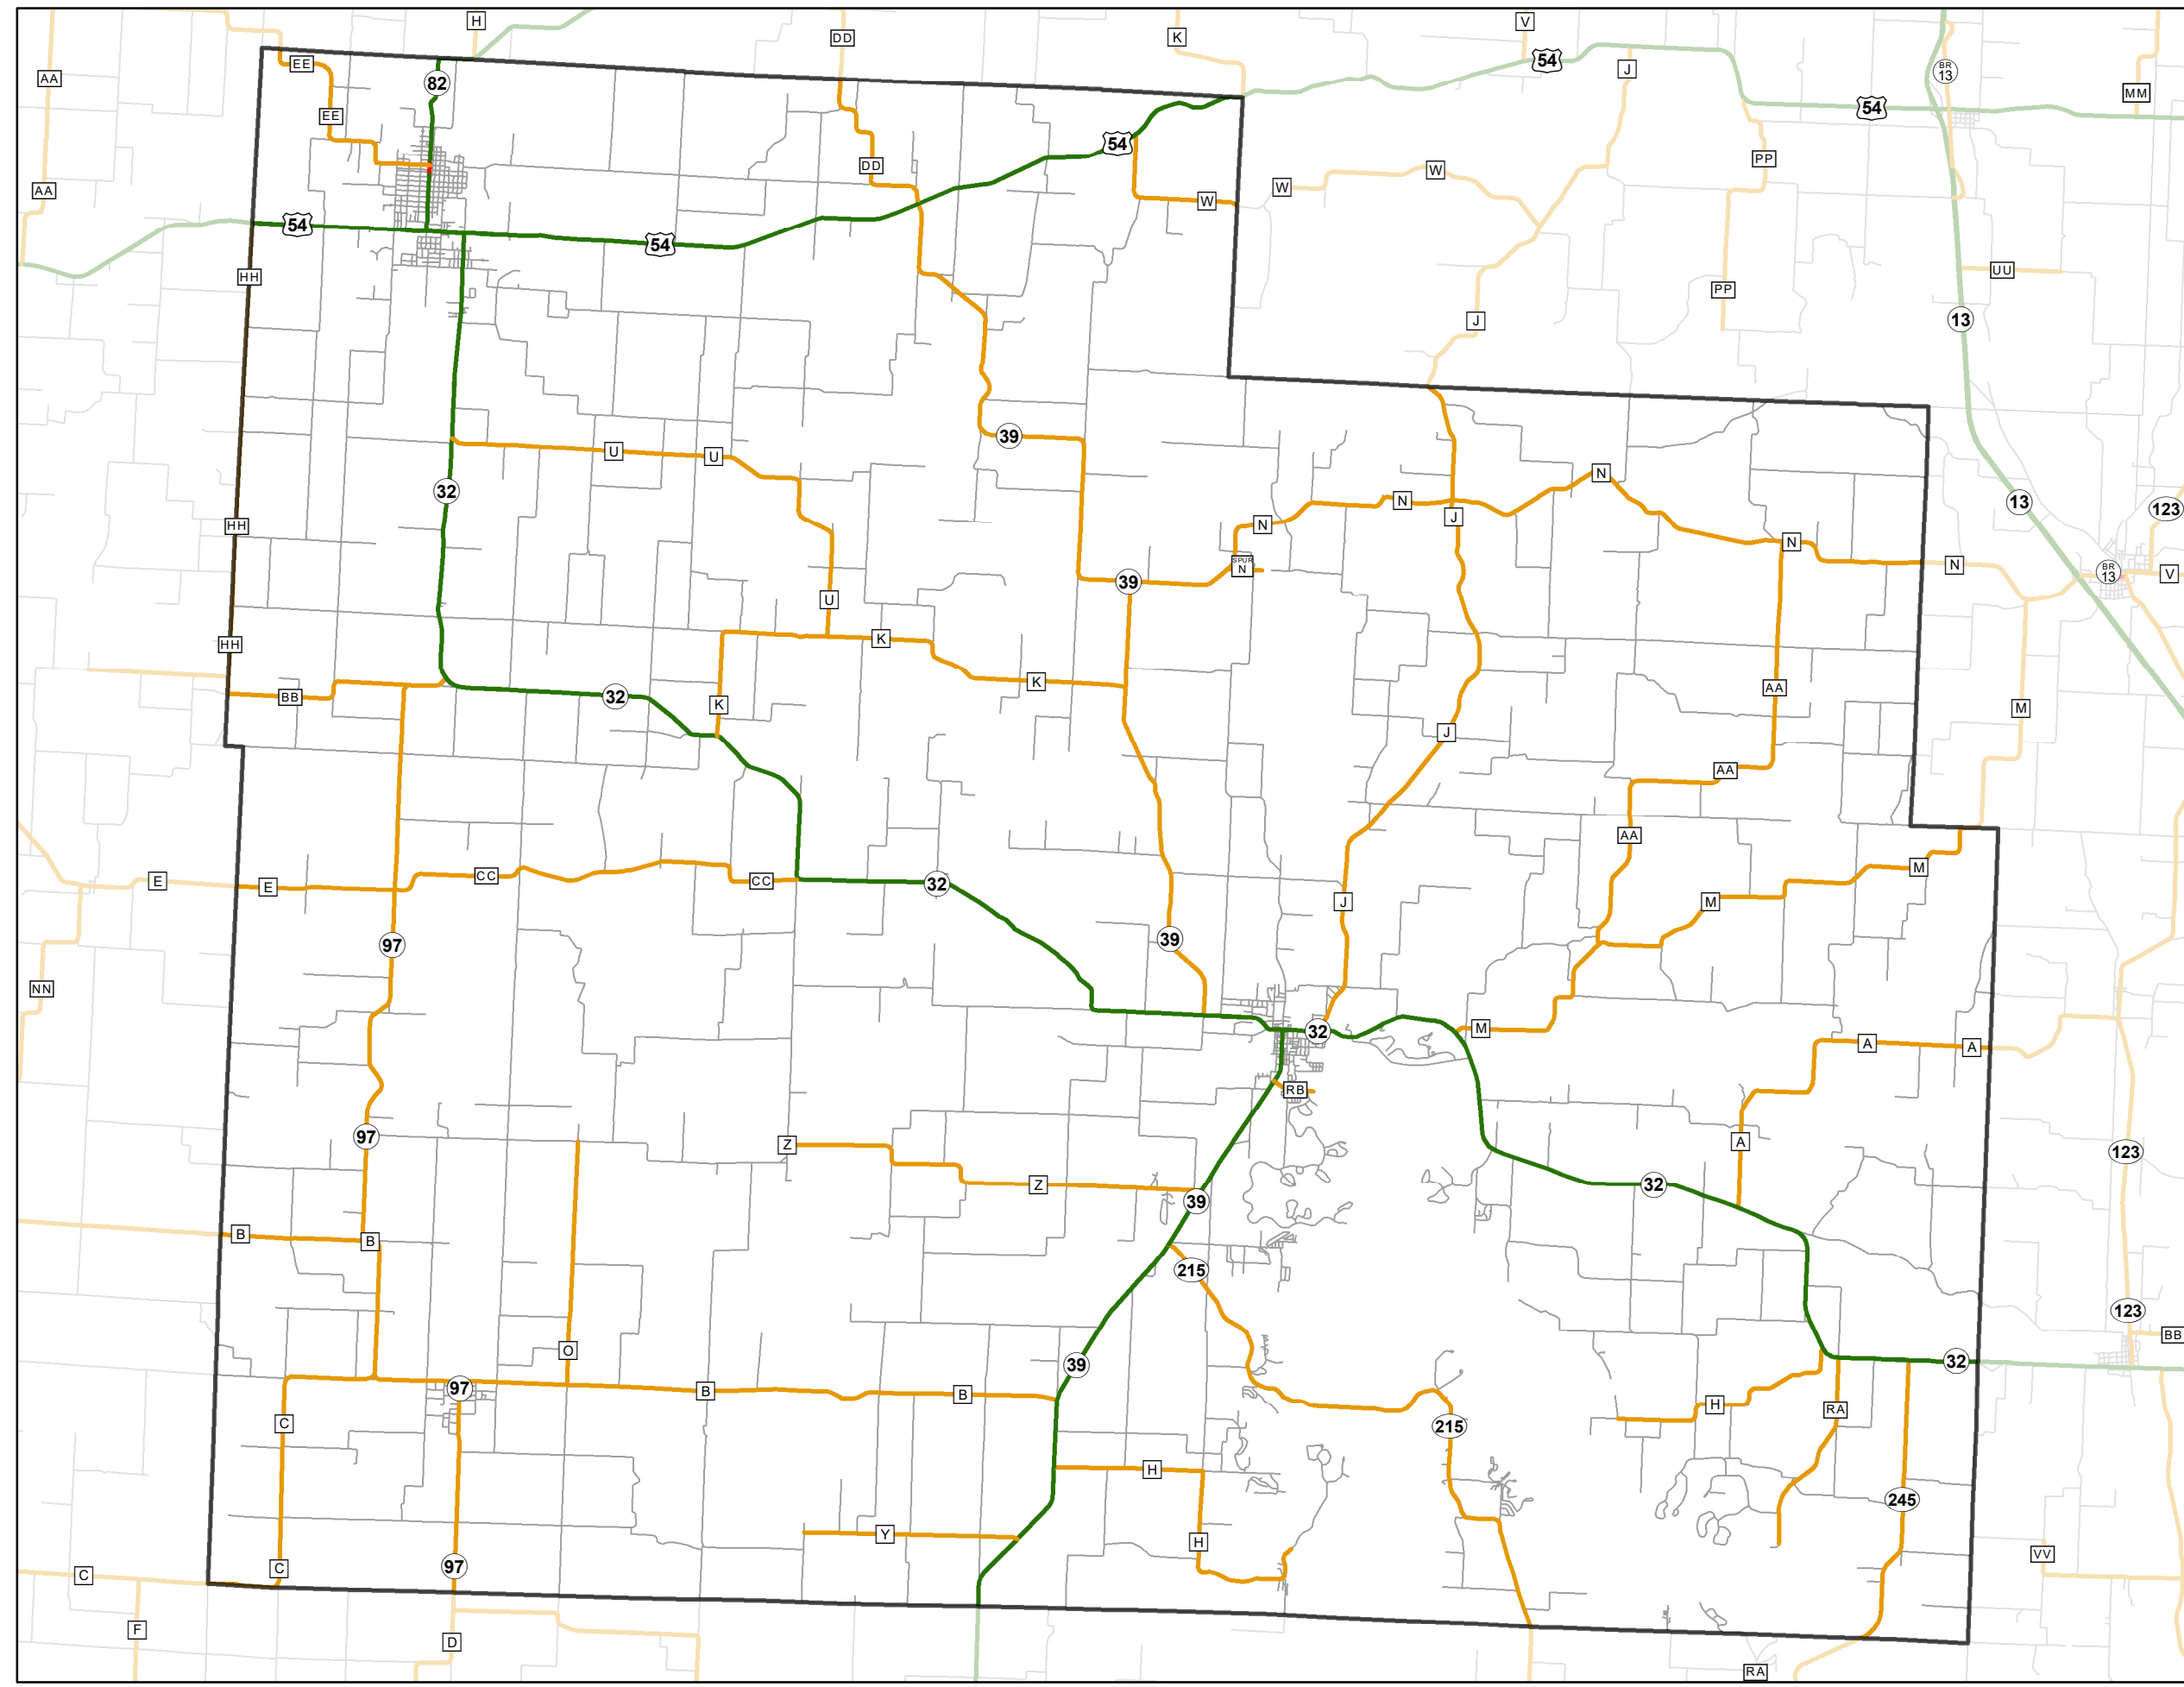 H
V
DD
K
54
J
EE
82
BR
13
AA
MM
54
EE
54
PP
DD
W
W
W
AA
54
54
UU
HH
PP
13
J
39
U
U
32
N
N
13
123
J
N
HH
N
SPUR
N
N
BR
13
V
39
U
K
HH
K
AA
BB
32
K
M
J
AA
AA
M
CC
E
E
CC
32
J
M
39
97
NN
M
32
A
A
RB
97
Z
A
123
Z
32
39
B
B
215
123
BB
O
32
39
97
B
B
H
RA
C
215
H
245
Y
H
VV
C
97
C
F
D
RA